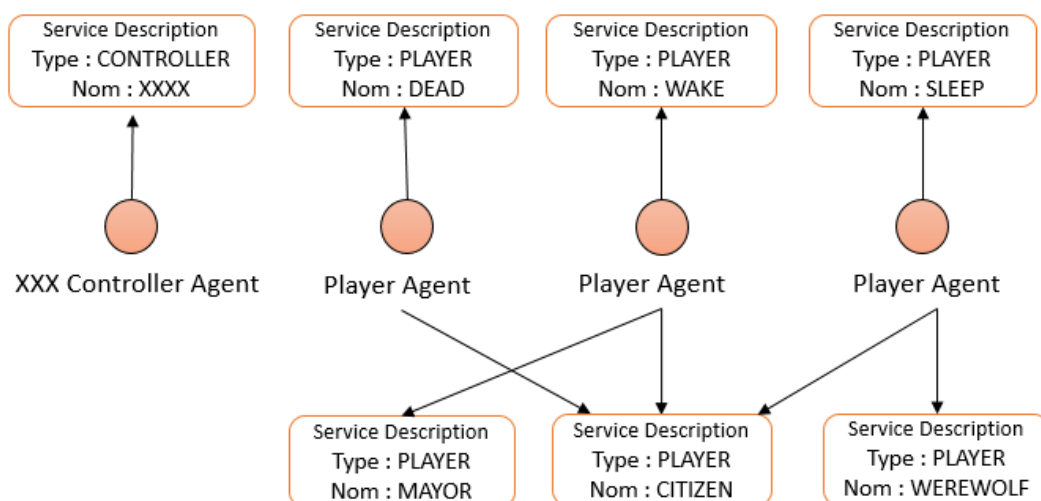 Service Description
Type : CONTROLLER
Nom : XXXX
Service Description
Type : PLAYER
Nom : DEAD
Service Description
Type : PLAYER
Nom : WAKE
Service Description
Type : PLAYER
Nom : SLEEP
XXX Controller Agent
Player Agent
Player Agent
Player Agent
Service Description
Type : PLAYER
Nom : MAYOR
Service Description
Type : PLAYER
Nom : CITIZEN
Service Description
Type : PLAYER
Nom : WEREWOLF